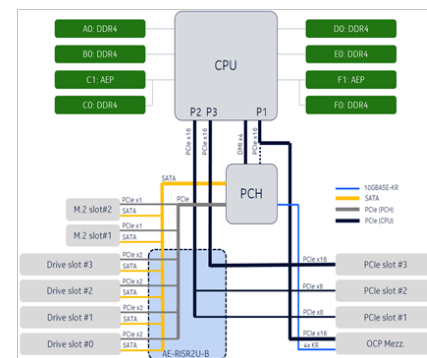 A0: DDR4
D0: DDR4
B0: DDR4
E0: DDR4
CPU
C1: AEP
F1: AEP
C0: DDR4
F0: DDR4
P2 P3
P1
PCIe x16
PCIe x16
DMI x4
PCIe x16
SATA
PCH
10GBASE-KR
SATA
PCIe (PCH)
PCIe (CPU)
M.2 slot#2
PCIe x1
PCIe
SATA
M.2 slot#1
PCIe x1
SATA
Drive slot #3
PCIe x2
SATA
PCIe x16
PCIe slot #3
Drive slot #2
PCIe x2
SATA
PCIe x8
PCIe slot #2
Drive slot #1
PCIe x2
SATA
PCIe x8
PCIe slot #1
Drive slot #0
PCIe x2
SATA
PCIe x16
4x KR
OCP Mezz.
AE-RISR2U-B